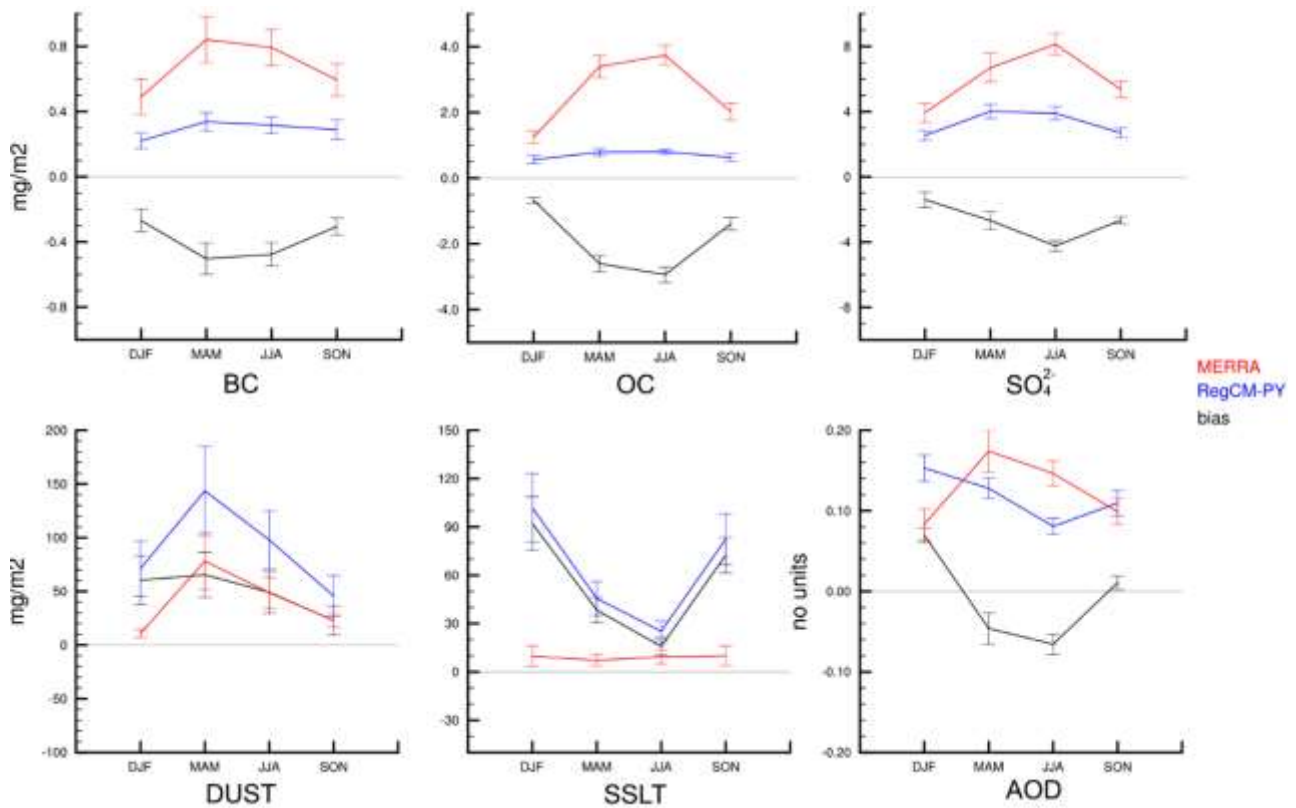 0.8
0.4
0.0
-0.4
-0.8
mg/m2
DJF MAM JJA SON
BC
4.0
2.0
0.0
-2.0
-4.0
DJF MAM JJA SON
OC
8
4
0
-4
-8
DJF MAM JJA SON
SO₄²⁻
MERRA
RegCM-PY
bias
200
150
100
50
0
-50
-100
mg/m2
DJF MAM JJA SON
DUST
150
120
90
60
30
0
-30
DJF MAM JJA SON
SSLT
0.20
0.10
0.00
-0.10
-0.20
no units
DJF MAM JJA SON
AOD